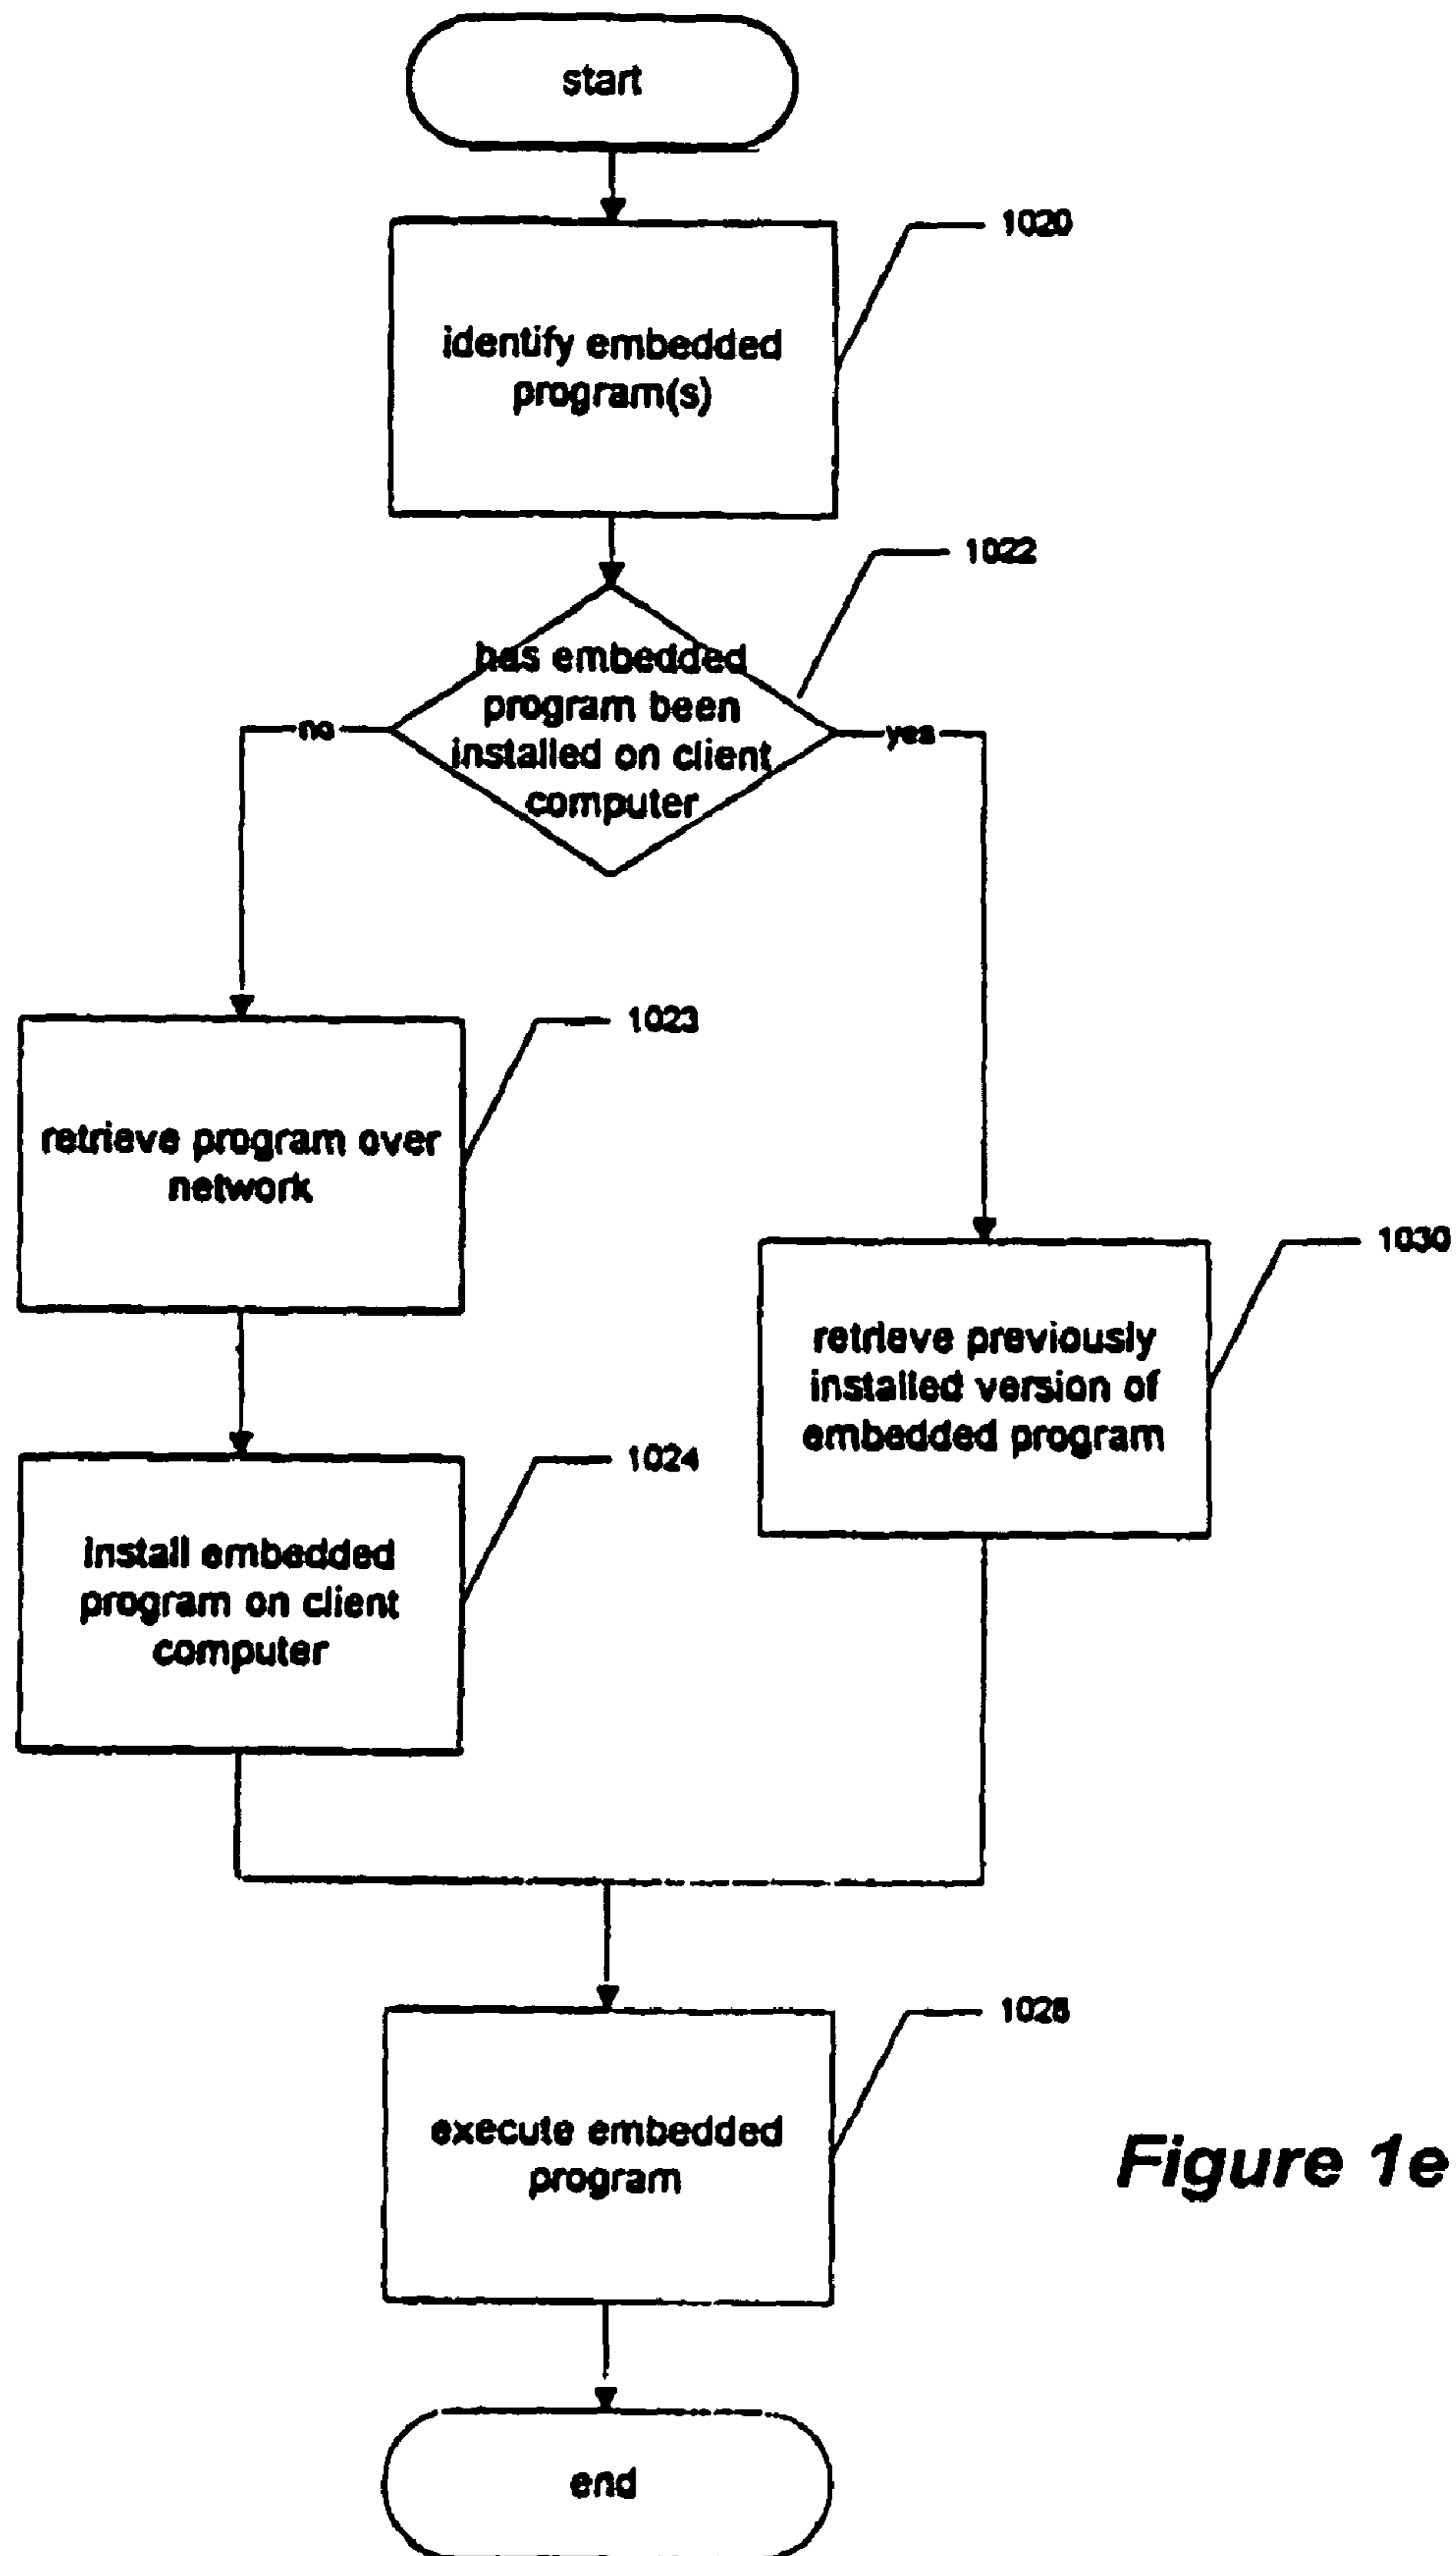 start
1020
identify embedded
program(s)
1022
has embedded
program been
installed on client
computer
no
yes
1023
retrieve program over
network
1030
retrieve previously
installed version of
embedded program
1024
install embedded
program on client
computer
execute embedded
program
Figure 1e
end